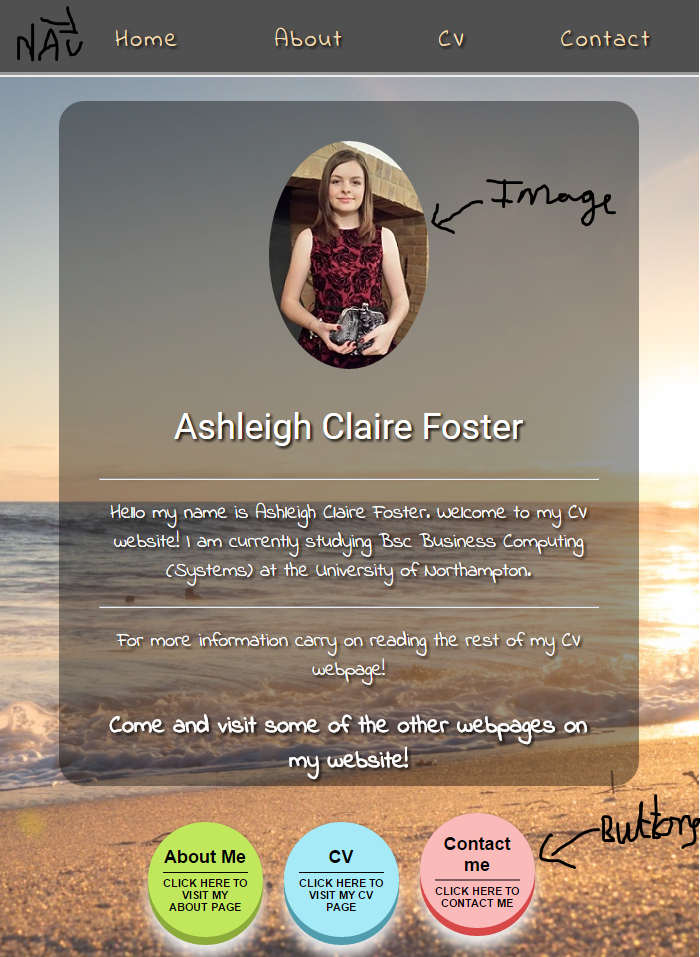 NAV
Home About CV Contact
Image
Ashleigh Claire Foster
Hello my name is Ashleigh Claire Foster. Welcome to my CV
website! I am currently studying Bsc Business Computing
(Systems) at the University of Northampton.
For more information carry on reading the rest of my CV
webpage!
Come and visit some of the other webpages on
my website!
Buttons
About Me
CLICK HERE TO
VISIT MY
ABOUT PAGE
CV
CLICK HERE TO
VISIT MY CV
PAGE
Contact
me
CLICK HERE TO
CONTACT ME